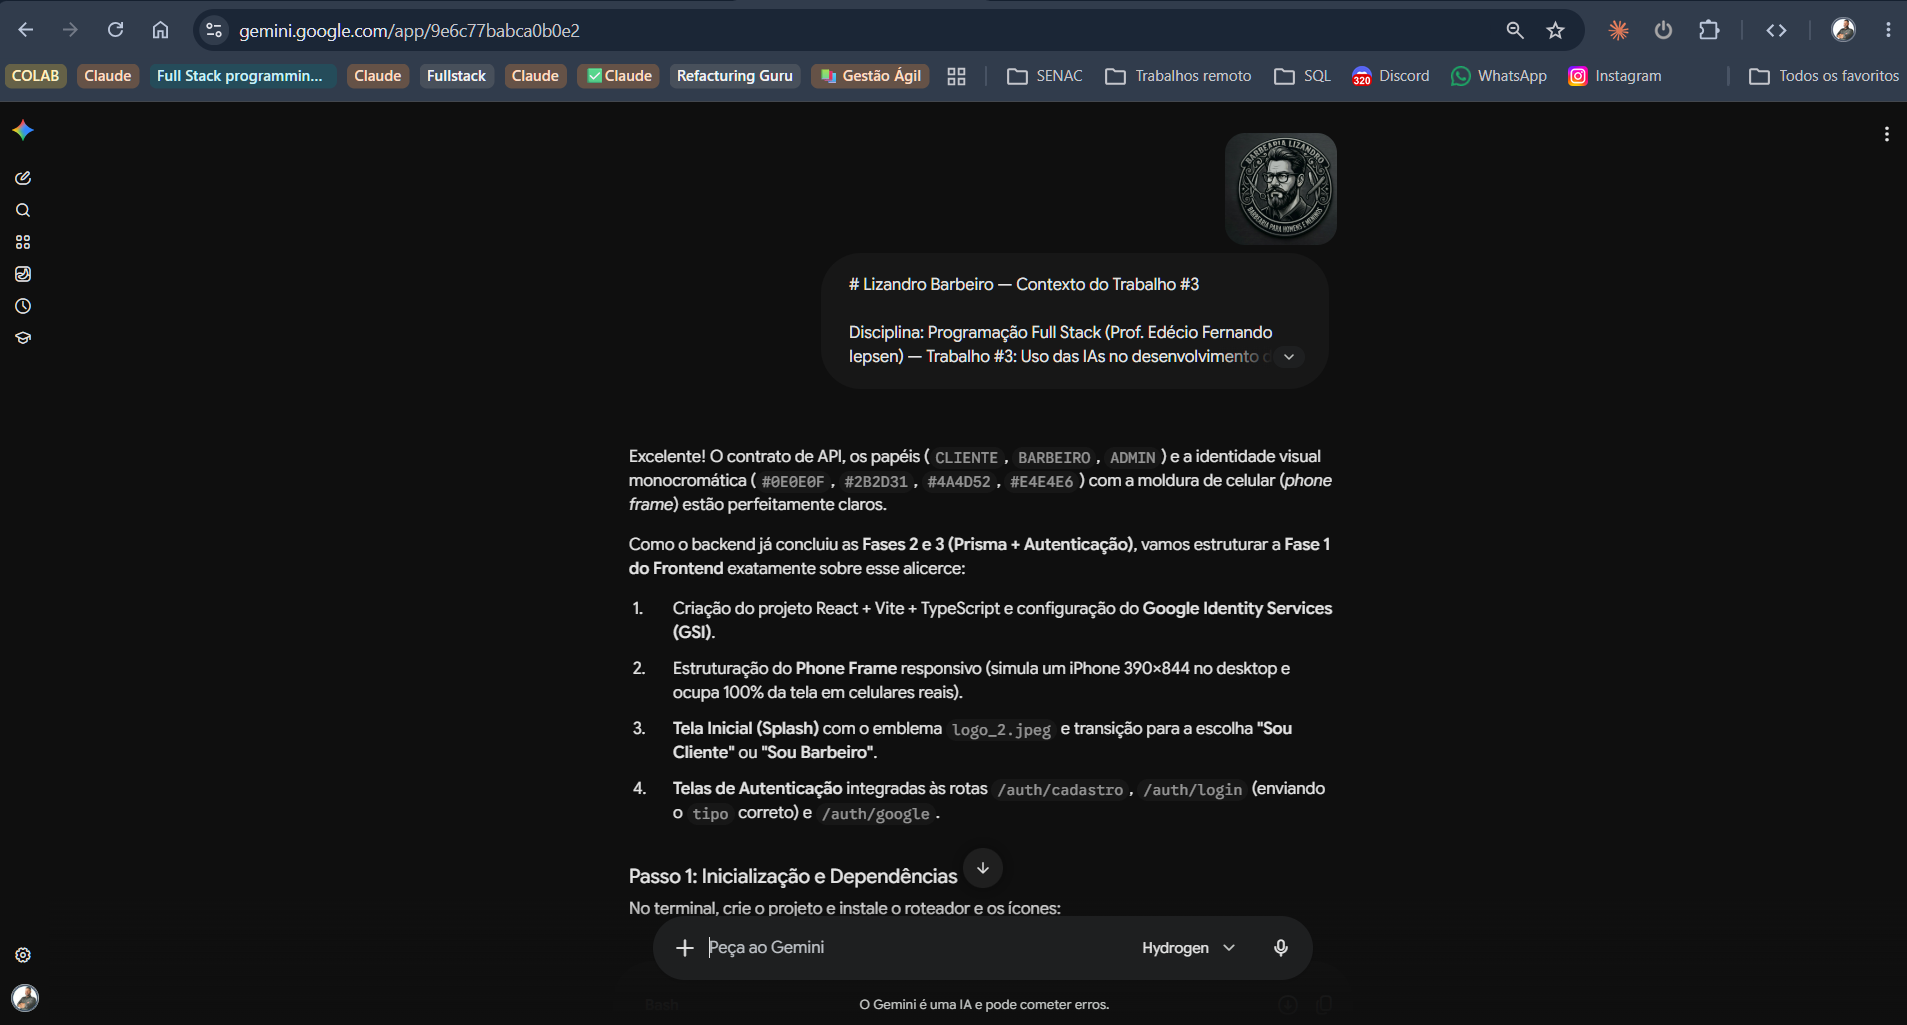 gemini.google.com/app/9e6c77babca0b0e2
COLAB
Claude
Full Stack programmin...
Claude
Fullstack
Claude
✅Claude
Refactoring Guru
Gestão Ágil
SENAC
Trabalhos remoto
SQL
320
Discord
WhatsApp
Instagram
Todos os favoritos
BARBEARIA LIZANDRO
BARBEARIA PARA HOMENS E MENINOS
# Lizandro Barbeiro — Contexto do Trabalho #3
Disciplina: Programação Full Stack (Prof. Edécio Fernando
Iepsen) — Trabalho #3: Uso das IAs no desenvolvimento d
Excelente! O contrato de API, os papéis ( CLIENTE , BARBEIRO , ADMIN ) e a identidade visual
monocromática ( #0E0E0F , #2B2D31 , #4A4D52 , #E4E4E6 ) com a moldura de celular (phone
frame) estão perfeitamente claros.
Como o backend já concluiu as Fases 2 e 3 (Prisma + Autenticação), vamos estruturar a Fase 1
do Frontend exatamente sobre esse alicerce:
1. Criação do projeto React + Vite + TypeScript e configuração do Google Identity Services
(GSI).
2. Estruturação do Phone Frame responsivo (simula um iPhone 390×844 no desktop e
ocupa 100% da tela em celulares reais).
3. Tela Inicial (Splash) com o emblema logo_2.jpeg e transição para a escolha "Sou
Cliente" ou "Sou Barbeiro".
4. Telas de Autenticação integradas às rotas /auth/cadastro , /auth/login (enviando
o tipo correto) e /auth/google .
Passo 1: Inicialização e Dependências
No terminal, crie o projeto e instale o roteador e os ícones:
Peça ao Gemini
Hydrogen
Bash
O Gemini é uma IA e pode cometer erros.